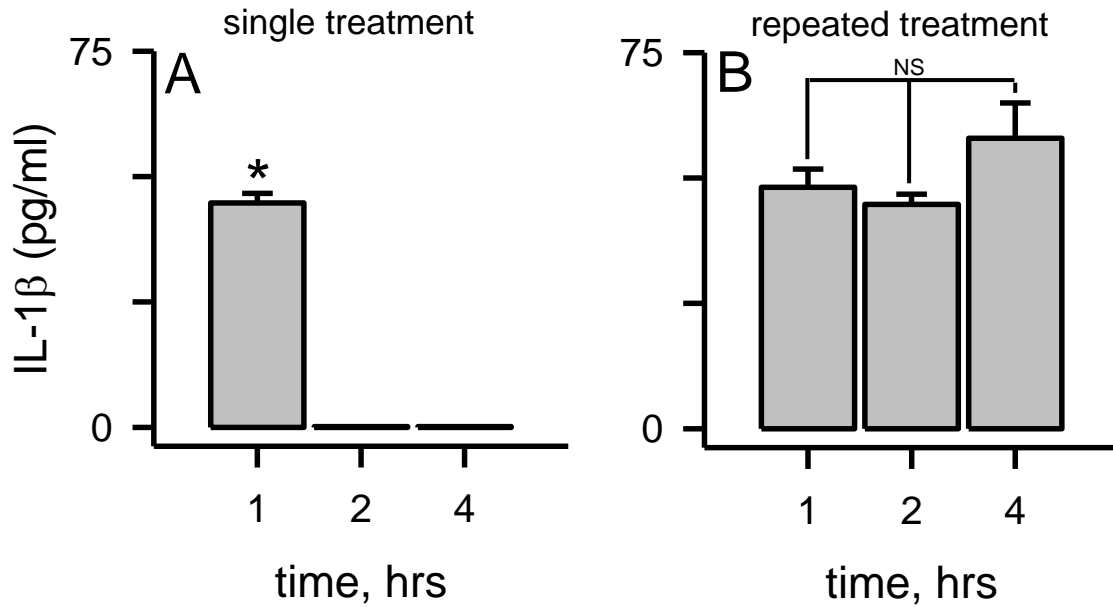 single treatment
75
A
*
IL-1β (pg/ml)
0
1 2 4
time, hrs
repeated treatment
75
B
NS
0
1 2 4
time, hrs